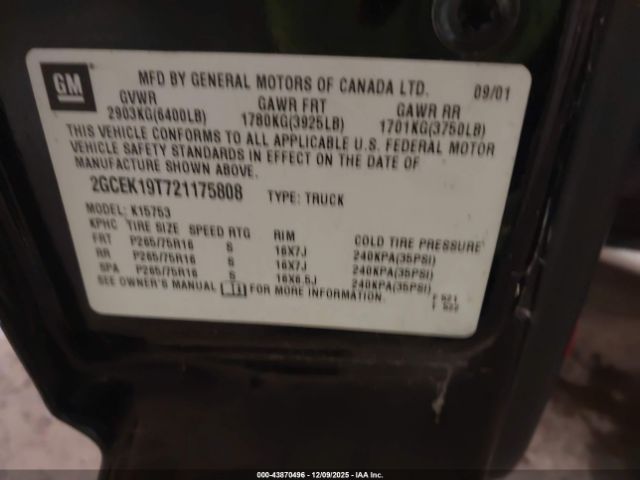 GM
MFD BY GENERAL MOTORS OF CANADA LTD. 09/01
GVWR GAWR FRT GAWR RR
2903KG(6400LB) 1780KG(3925LB) 1701KG(3750LB)
THIS VEHICLE CONFORMS TO ALL APPLICABLE U.S. FEDERAL MOTOR
VEHICLE SAFETY STANDARDS IN EFFECT ON THE DATE OF
MANUFACTURE SHOWN ABOVE.
2GCEK19T721175808 TYPE: TRUCK
MODEL: K15753
KPHC TIRE SIZE SPEED RTG RIM COLD TIRE PRESSURE
FRT P265/75R16 S 16X7J 240KPA(35PSI)
RR P265/75R16 S 16X7J 240KPA(35PSI)
SPA P265/75R16 S 16X6.5J 240KPA(35PSI)
SEE OWNER'S MANUAL FOR MORE INFORMATION. F 521
T 522
000-43870496 - 12/09/2025 - IAA Inc.